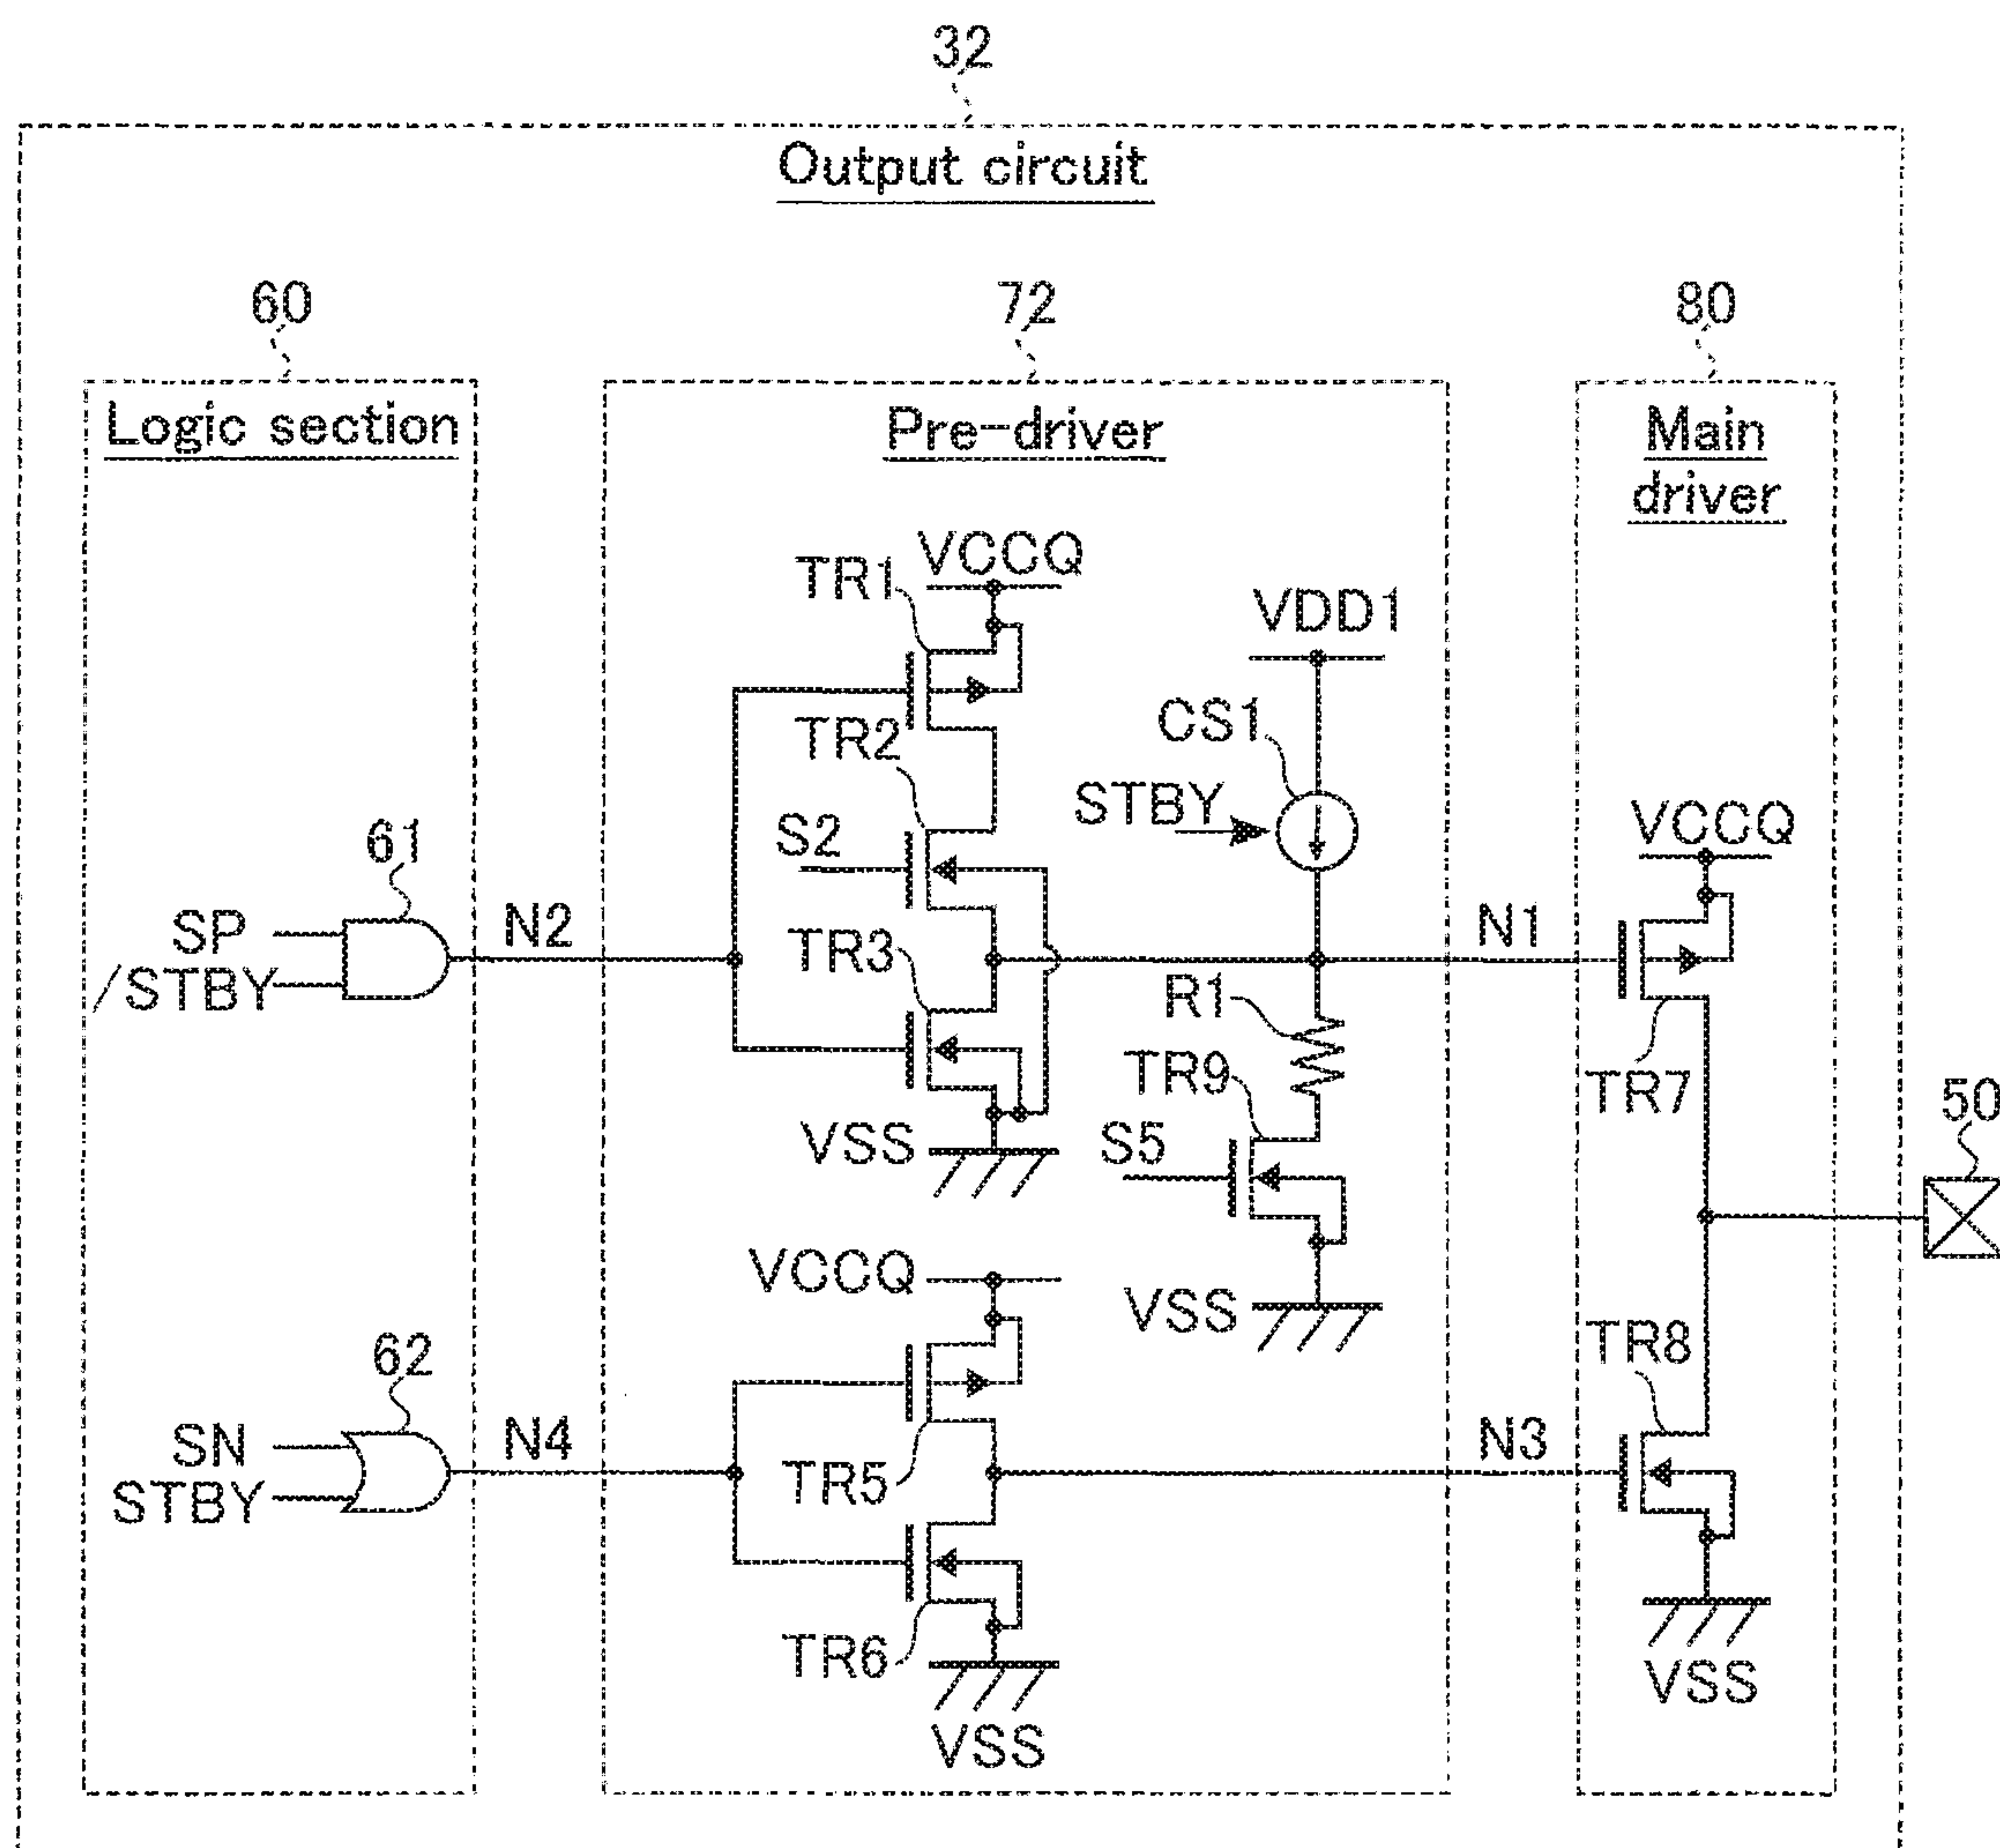 32
Output circuit
60
72
80
Logic section
Pre-driver
Main
driver
TR1
VCCQ
VDD1
TR2
CS1
STBY
VCCQ
S2
61
SP
/STBY
N2
TR3
N1
R1
TR9
TR7
VSS
S5
50
VCCQ
VSS
62
TR8
SN
STBY
N4
TR5
N3
TR6
VSS
VSS